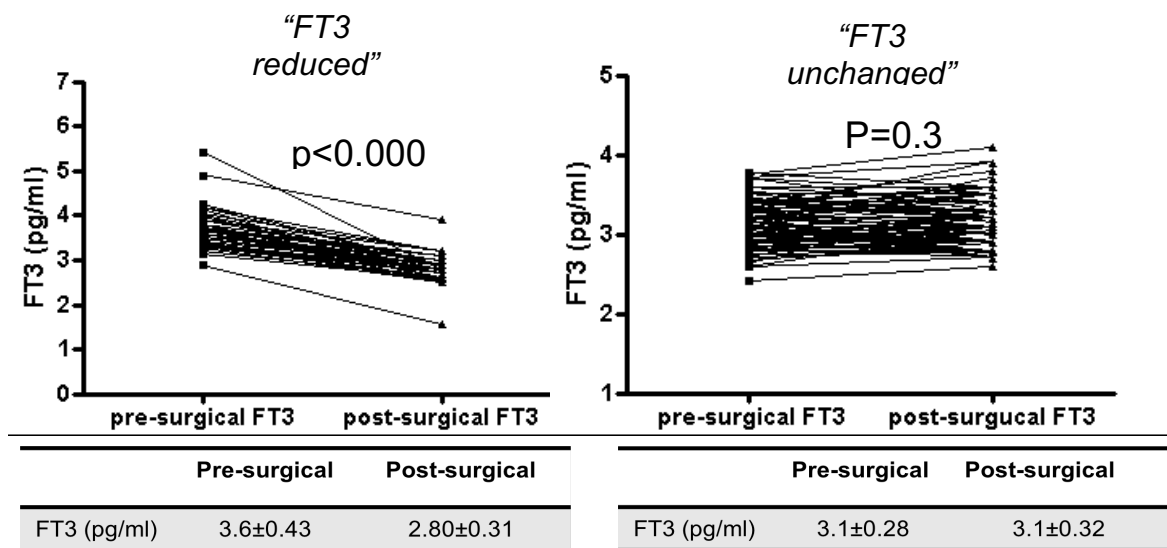 “FT3
reduced”
7
6
5
4
3
2
1
0
FT3 (pg/ml)
p<0.000
pre-surgical FT3 post-surgical FT3
“FT3
unchanged”
5
4
3
2
1
FT3 (pg/ml)
P=0.3
pre-surgical FT3 post-surgucal FT3
Pre-surgical Post-surgical
FT3 (pg/ml) 3.6±0.43 2.80±0.31
Pre-surgical Post-surgical
FT3 (pg/ml) 3.1±0.28 3.1±0.32